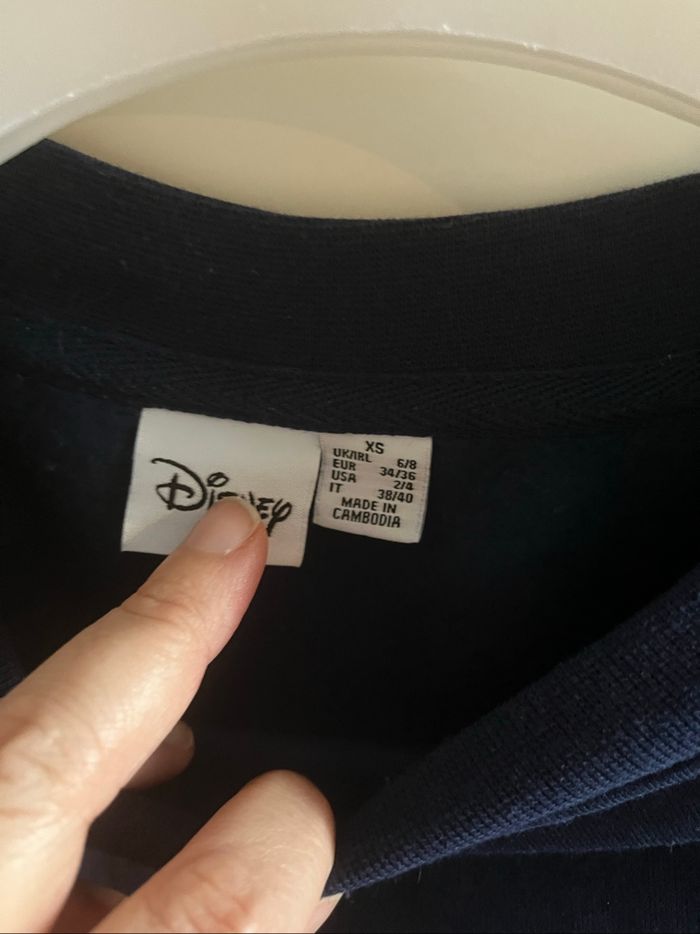 Disney
XS
UK/IRL 6/8
EUR 34/36
USA 2/4
IT 38/40
MADE IN
CAMBODIA